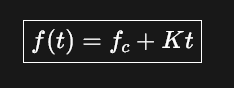 f(t) = f_c + Kt